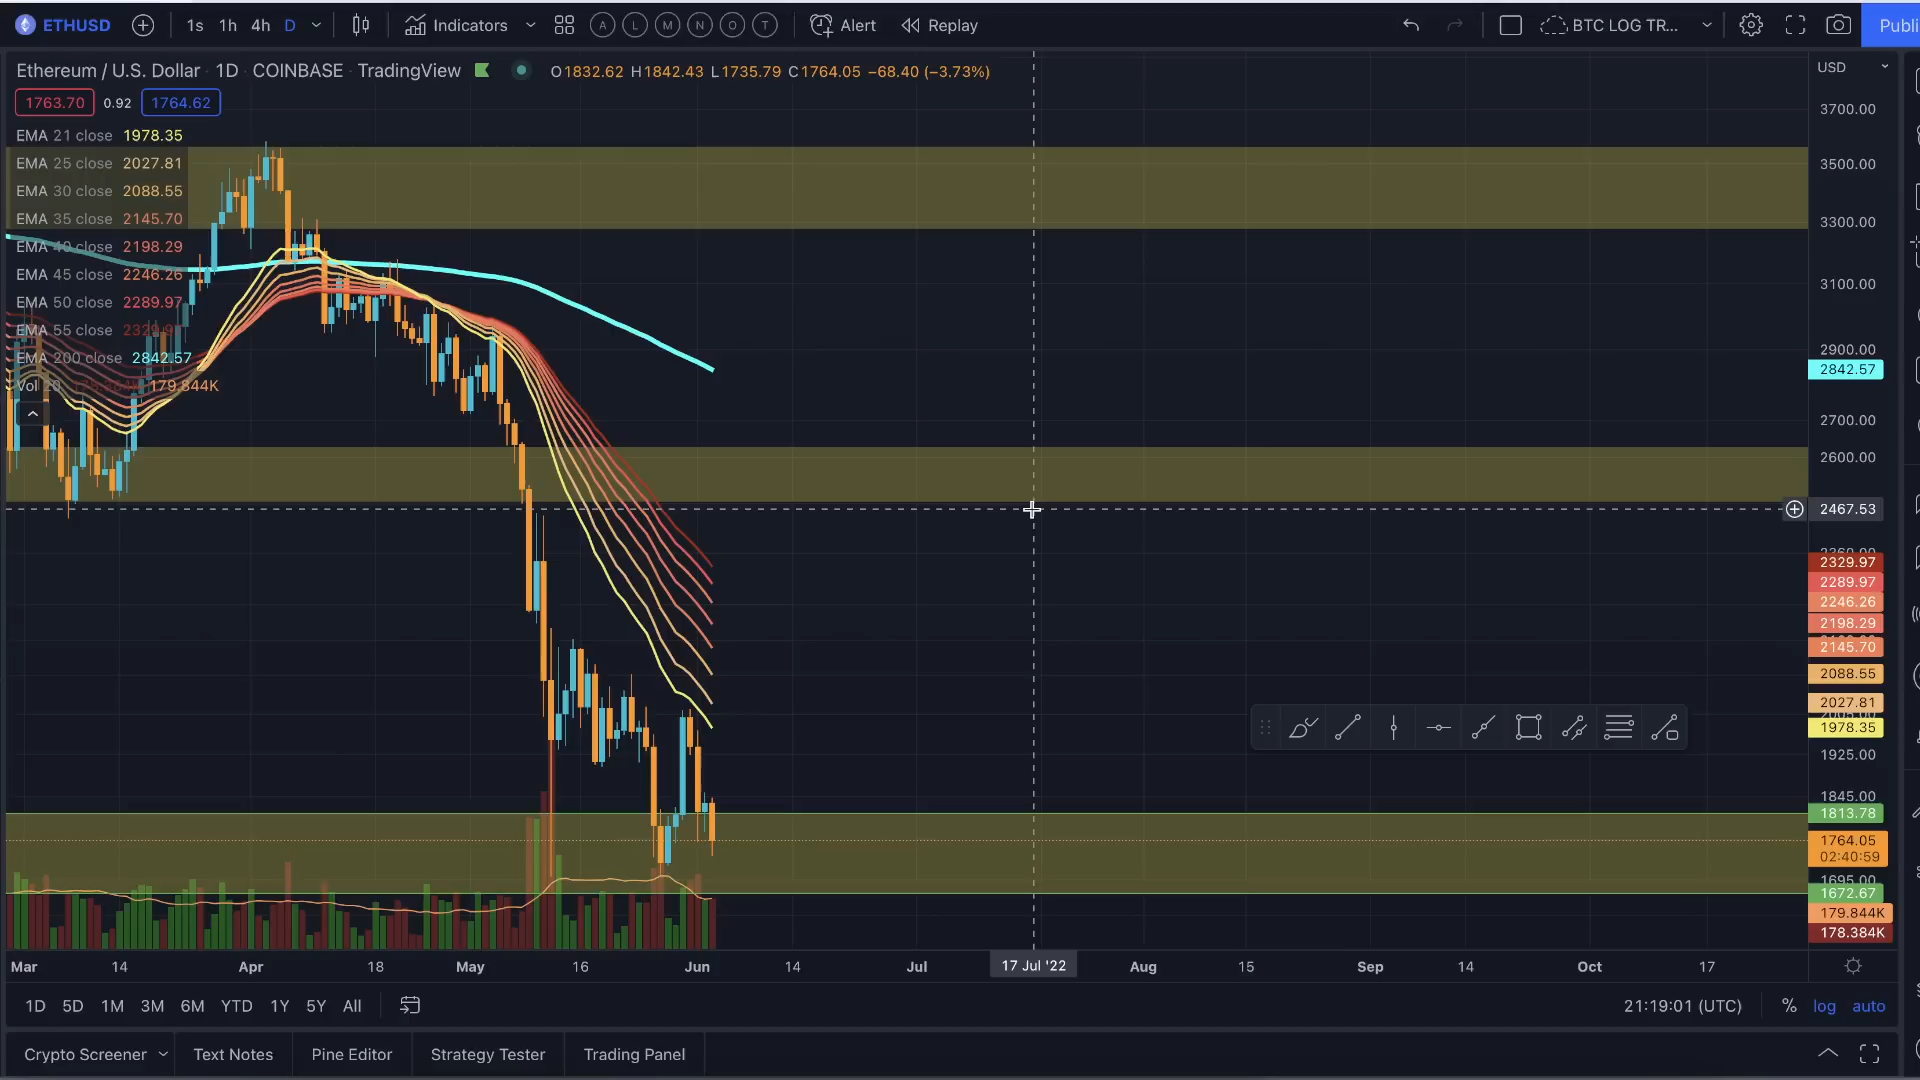 ETHUSD 1s 1h 4h D Indicators A L M N O T Alert Replay BTC LOG TR... Publi
Ethereum / U.S. Dollar · 1D · COINBASE · TradingView O1832.62 H1842.43 L1735.79 C1764.05 −68.40 (−3.73%) USD
1763.70 0.92 1764.62
3700.00
EMA 21 close 1978.35
EMA 25 close 2027.81
3500.00
EMA 30 close 2088.55
EMA 35 close 2145.70
3300.00
EMA 40 close 2198.29
EMA 45 close 2246.26
3100.00
EMA 50 close 2289.97
EMA 55 close 2329.97
2900.00
EMA 200 close 2842.57
2842.57
Vol 20 179.844K
2700.00
2600.00
2467.53
2329.97
2289.97
2246.26
2198.29
2145.70
2088.55
2027.81
1978.35
1925.00
1845.00
1813.78
1764.05
02:40:59
1695.00
1672.67
179.844K
178.384K
Mar 14 Apr 18 May 16 Jun 14 Jul 17 Jul '22 Aug 15 Sep 14 Oct 17
1D 5D 1M 3M 6M YTD 1Y 5Y All 21:19:01 (UTC) % log auto
Crypto Screener Text Notes Pine Editor Strategy Tester Trading Panel